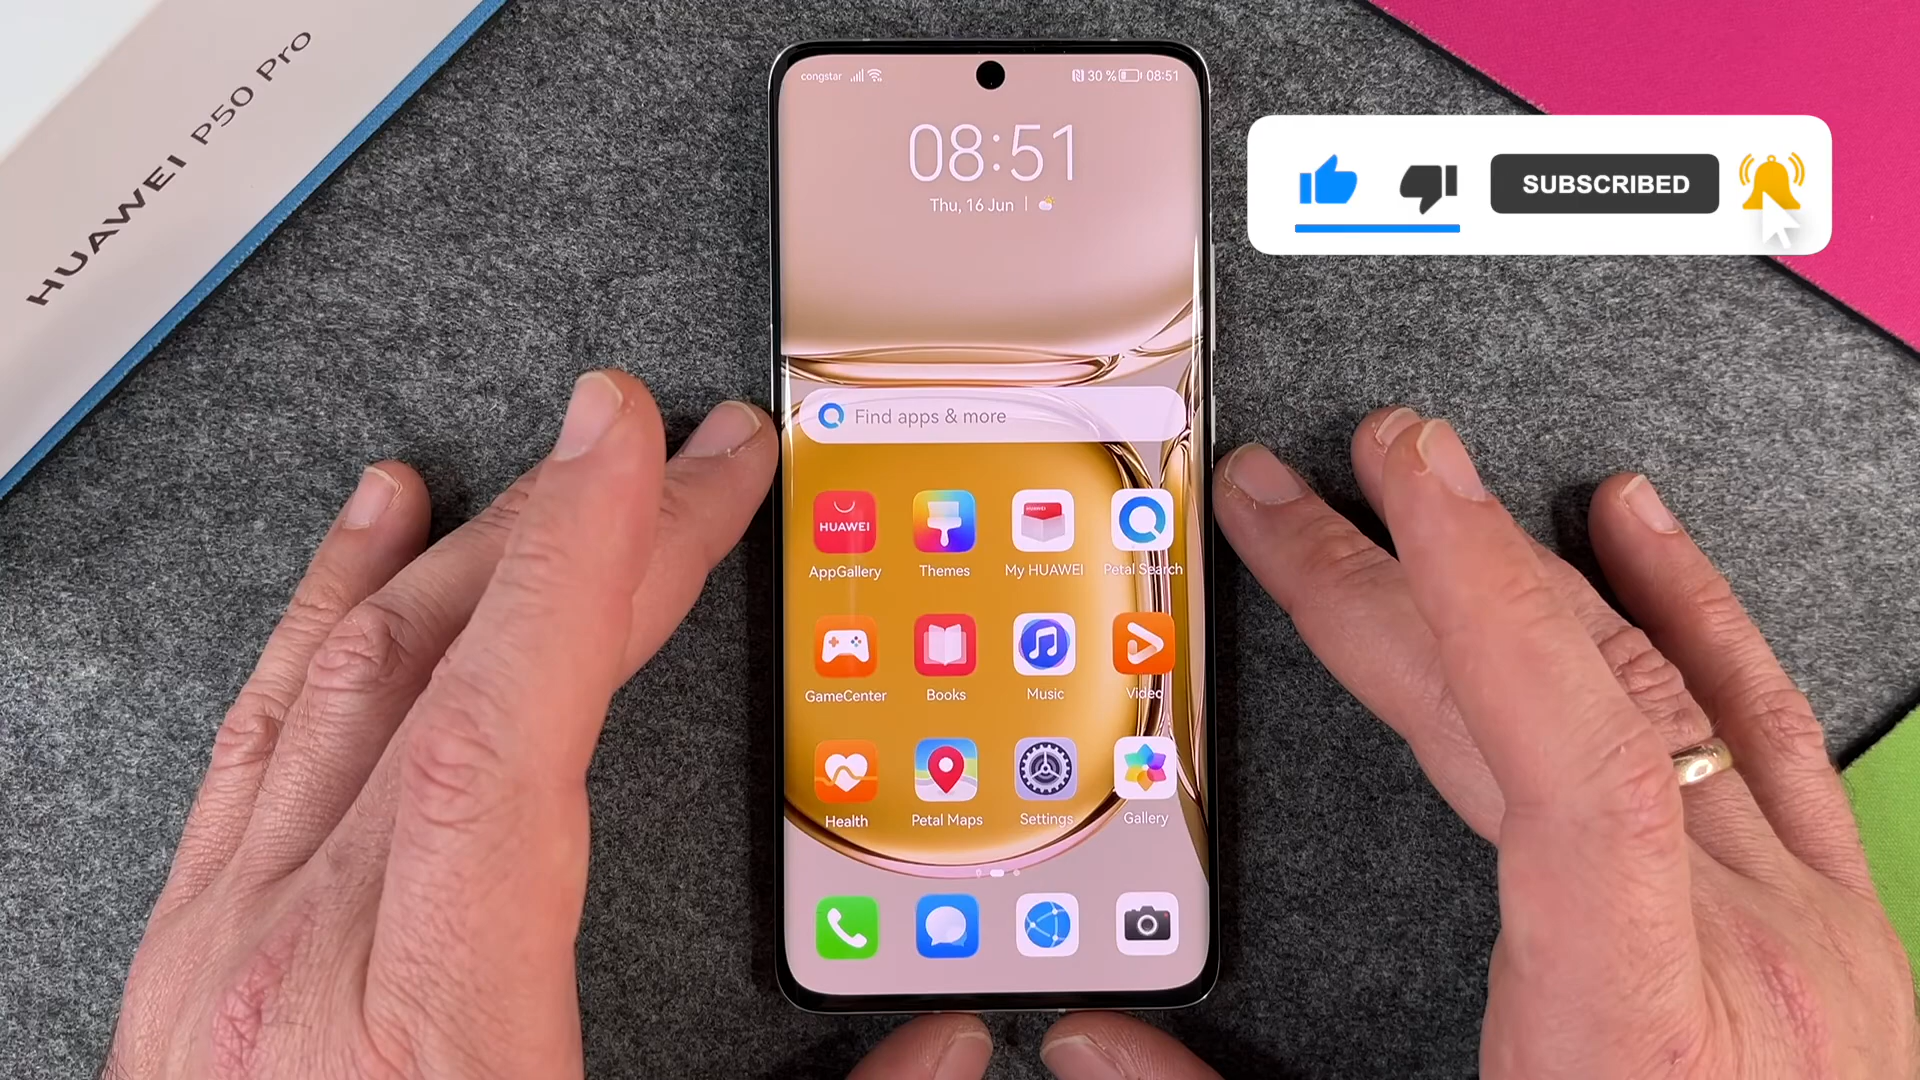 HUAWEI P50 Pro
congstar
30 % 08:51
08:51
Thu, 16 Jun
SUBSCRIBED
Find apps & more
HUAWEI
HUAWEI
AppGallery Themes My HUAWEI Petal Search
GameCenter Books Music Video
Health Petal Maps Settings Gallery